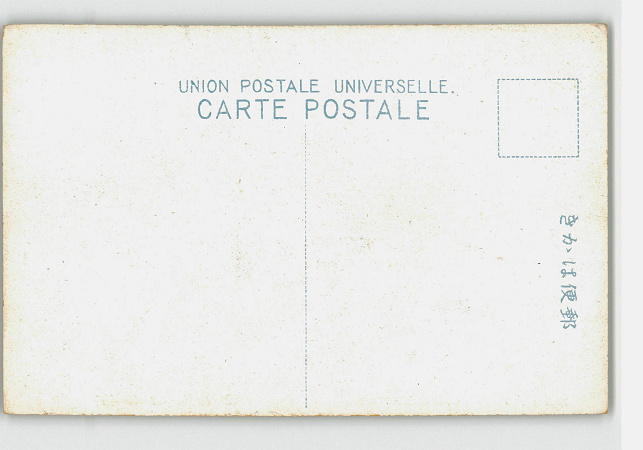 UNION POSTALE UNIVERSELLE.
CARTE POSTALE
郵便はかき